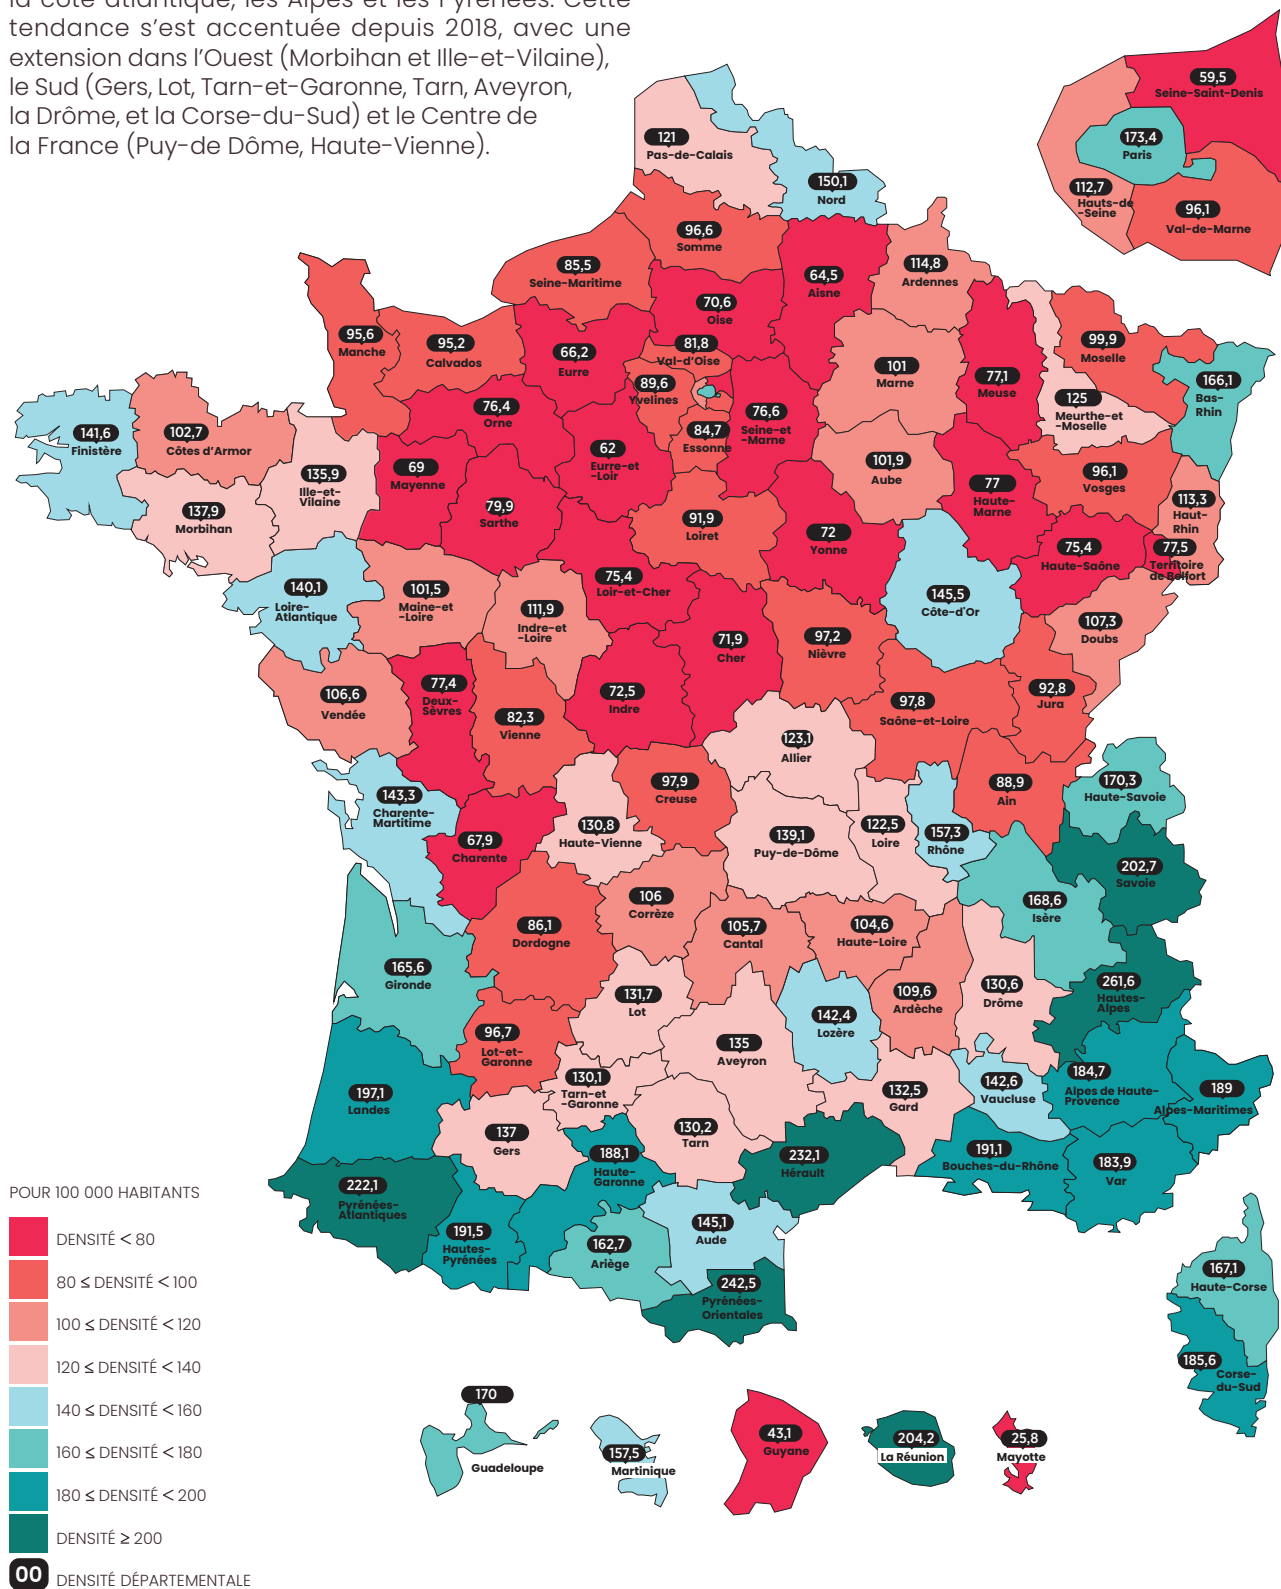 la côte atlantique, les Alpes et les Pyrénées. Cette
tendance s’est accentuée depuis 2018, avec une
extension dans l’Ouest (Morbihan et Ille-et-Vilaine),
le Sud (Gers, Lot, Tarn-et-Garonne, Tarn, Aveyron,
la Drôme, et la Corse-du-Sud) et le Centre de
la France (Puy-de Dôme, Haute-Vienne).
59,5
Seine-Saint-Denis
173,4
Paris
112,7
Hauts-de
-Seine
96,1
Val-de-Marne
121
Pas-de-Calais
150,1
Nord
96,6
Somme
85,5
Seine-Maritime
64,5
Aisne
114,8
Ardennes
70,6
Oise
95,6
Manche
95,2
Calvados
66,2
Eurre
81,8
Val-d’Oise
89,6
Yvelines
101
Marne
77,1
Meuse
99,9
Moselle
125
Meurthe-et
-Moselle
166,1
Bas-
Rhin
141,6
Finistère
102,7
Côtes d’Armor
76,4
Orne
76,6
Seine-et
-Marne
84,7
Essonne
62
Eurre-et
-Loir
135,9
Ille-et-
Vilaine
69
Mayenne
137,9
Morbihan
79,9
Sarthe
91,9
Loiret
101,9
Aube
77
Haute-
Marne
96,1
Vosges
113,3
Haut-
Rhin
72
Yonne
75,4
Haute-Saône
77,5
Territoire
de Belfort
140,1
Loire-
Atlantique
101,5
Maine-et
-Loire
111,9
Indre-et
-Loire
75,4
Loir-et-Cher
145,5
Côte-d'Or
107,3
Doubs
71,9
Cher
97,2
Nièvre
106,6
Vendée
77,4
Deux-
Sèvres
82,3
Vienne
72,5
Indre
97,8
Saône-et-Loire
92,8
Jura
123,1
Allier
143,3
Charente-
Martitime
97,9
Creuse
88,9
Ain
170,3
Haute-Savoie
67,9
Charente
130,8
Haute-Vienne
139,1
Puy-de-Dôme
122,5
Loire
157,3
Rhône
202,7
Savoie
168,6
Isère
106
Corrèze
86,1
Dordogne
105,7
Cantal
104,6
Haute-Loire
165,6
Gironde
131,7
Lot
142,4
Lozère
109,6
Ardèche
130,6
Drôme
261,6
Hautes-
Alpes
96,7
Lot-et-
Garonne
135
Aveyron
197,1
Landes
130,1
Tarn-et
-Garonne
132,5
Gard
142,6
Vaucluse
184,7
Alpes de Haute-
Provence
189
Alpes-Maritimes
137
Gers
188,1
Haute-
Garonne
130,2
Tarn
232,1
Hérault
191,1
Bouches-du-Rhône
183,9
Var
222,1
Pyrénées-
Atlantiques
191,5
Hautes-
Pyrénées
162,7
Ariège
145,1
Aude
242,5
Pyrénées-
Orientales
167,1
Haute-Corse
185,6
Corse-
du-Sud
170
Guadeloupe
157,5
Martinique
43,1
Guyane
204,2
La Réunion
25,8
Mayotte
POUR 100 000 HABITANTS
DENSITÉ < 80
80 ≤ DENSITÉ < 100
100 ≤ DENSITÉ < 120
120 ≤ DENSITÉ < 140
140 ≤ DENSITÉ < 160
160 ≤ DENSITÉ < 180
180 ≤ DENSITÉ < 200
DENSITÉ ≥ 200
00 DENSITÉ DÉPARTEMENTALE